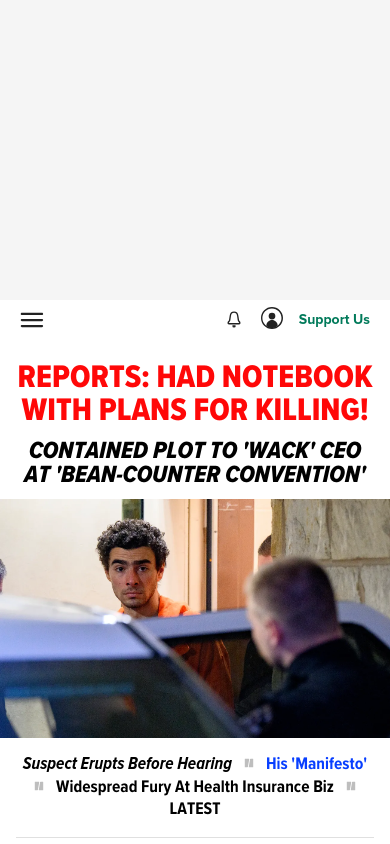 Support Us
REPORTS: HAD NOTEBOOK
WITH PLANS FOR KILLING!
CONTAINED PLOT TO 'WACK' CEO
AT 'BEAN-COUNTER CONVENTION'
Suspect Erupts Before Hearing " His 'Manifesto'
" Widespread Fury At Health Insurance Biz "
LATEST